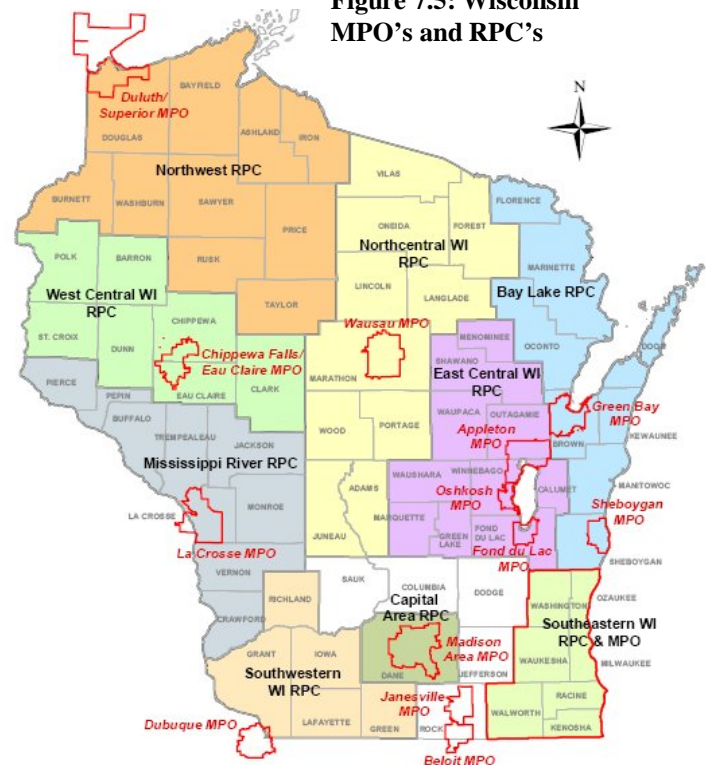 Figure 7.5: Wisconsin
MPO's and RPC's
N
Duluth/
Superior MPO
BAYFIELD
DOUGLAS
ASHLAND
IRON
Northwest RPC
VILAS
FLORENCE
BURNETT
WASHBURN
SAWYER
PRICE
ONEIDA
FOREST
Northcentral WI
RPC
POLK
BARRON
RUSK
MARINETTE
West Central WI
RPC
LINCOLN
LANGLADE
Bay Lake RPC
TAYLOR
CHIPPEWA
Wausau MPO
MENOMINEE
OCONTO
DOOR
ST. CROIX
DUNN
Chippewa Falls/
Eau Claire MPO
SHAWANO
East Central WI
RPC
MARATHON
PIERCE
PEPIN
EAU CLAIRE
CLARK
BUFFALO
WAUPACA
OUTAGAMIE
Green Bay
MPO
TREMPEALEAU
JACKSON
WOOD
PORTAGE
Appleton
MPO
BROWN
KEWAUNEE
Mississippi River RPC
WAUSHARA
WINNEBAGO
CALUMET
MANITOWOC
ADAMS
Oshkosh
MPO
Sheboygan
MPO
LA CROSSE
MONROE
MARQUETTE
GREEN
LAKE
FOND
DU LAC
JUNEAU
La Crosse MPO
Fond du Lac
MPO
SHEBOYGAN
VERNON
SAUK
COLUMBIA
DODGE
RICHLAND
Capital
Area RPC
WASHINGTON
OZAUKEE
CRAWFORD
Southeastern WI
RPC & MPO
GRANT
IOWA
Madison
Area MPO
WAUKESHA
MILWAUKEE
Southwestern
WI RPC
DANE
JEFFERSON
Janesville
MPO
RACINE
Dubuque MPO
LAFAYETTE
GREEN
ROCK
WALWORTH
KENOSHA
Beloit MPO